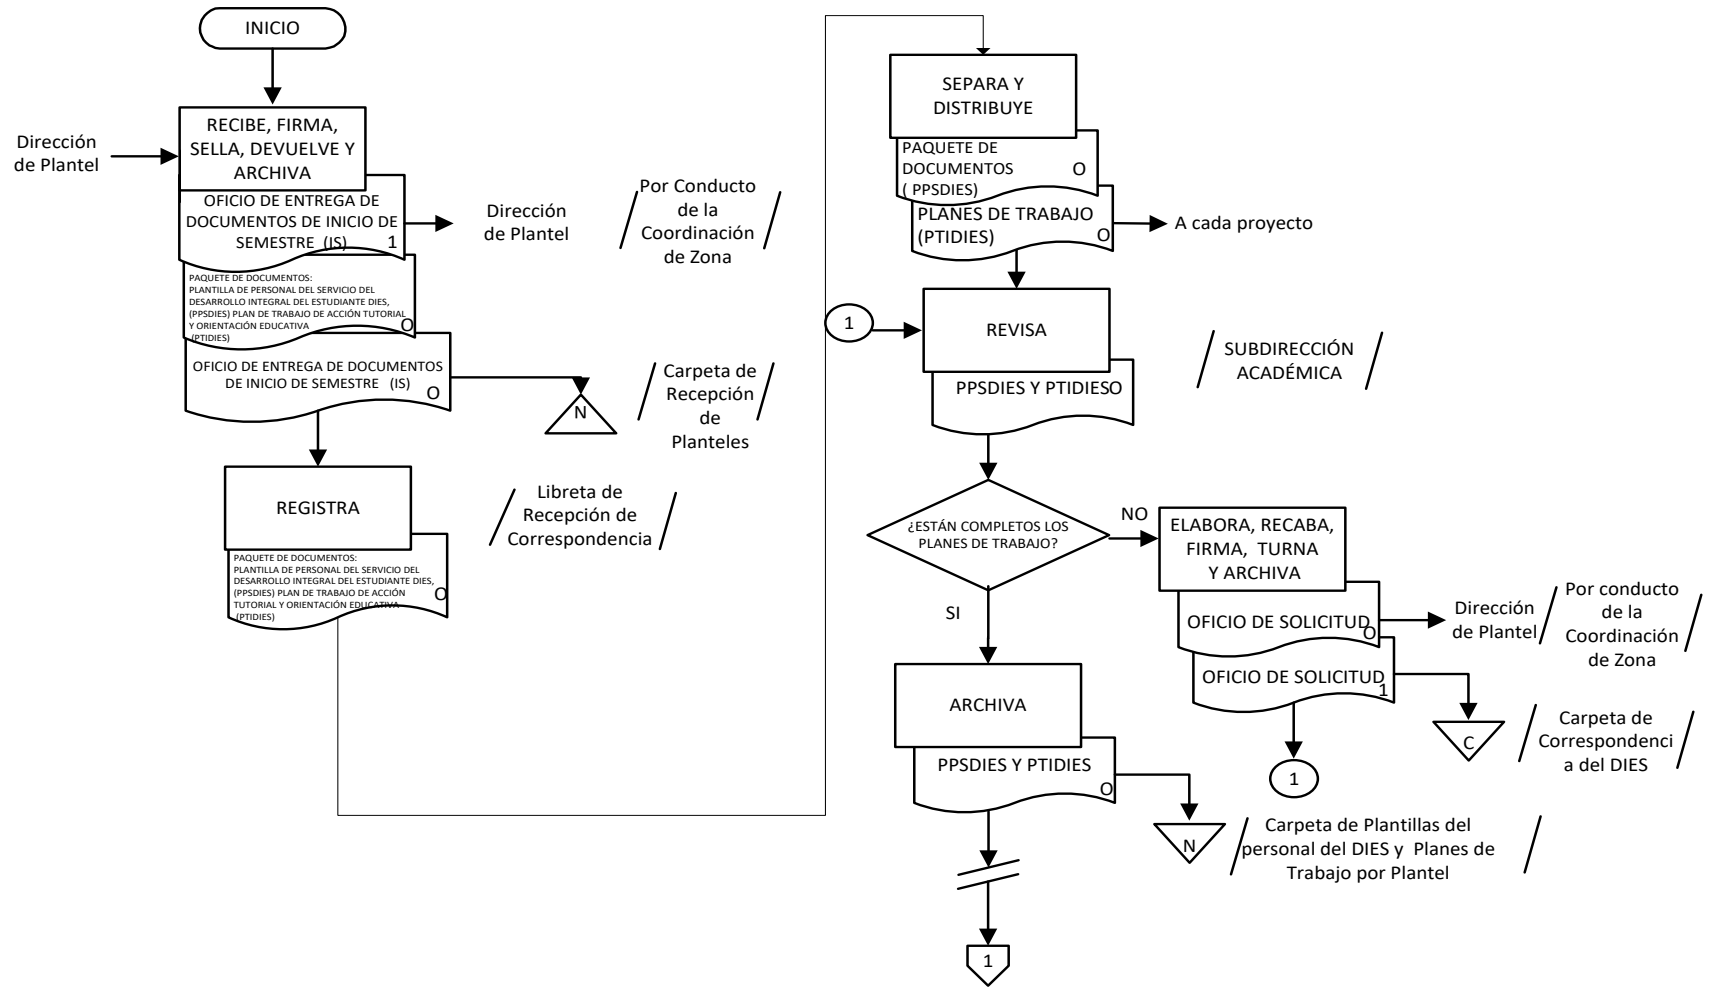 INICIO
Dirección
de Plantel
RECIBE, FIRMA,
SELLA, DEVUELVE Y
ARCHIVA
OFICIO DE ENTREGA DE
DOCUMENTOS DE INICIO DE
SEMESTRE (IS)
1
Dirección
de Plantel
Por Conducto
de la
Coordinación
de Zona
PAQUETE DE DOCUMENTOS:
PLANTILLA DE PERSONAL DEL SERVICIO DEL
DESARROLLO INTEGRAL DEL ESTUDIANTE DIES,
(PPSDIES) PLAN DE TRABAJO DE ACCIÓN TUTORIAL
Y ORIENTACIÓN EDUCATIVA
(PTIDIES)
O
OFICIO DE ENTREGA DE DOCUMENTOS
DE INICIO DE SEMESTRE (IS)
O
N
Carpeta de
Recepción
de
Planteles
REGISTRA
Libreta de
Recepción de
Correspondencia
PAQUETE DE DOCUMENTOS:
PLANTILLA DE PERSONAL DEL SERVICIO DEL
DESARROLLO INTEGRAL DEL ESTUDIANTE DIES,
(PPSDIES) PLAN DE TRABAJO DE ACCIÓN
TUTORIAL Y ORIENTACIÓN EDUCATIVA
(PTIDIES)
O
SEPARA Y
DISTRIBUYE
PAQUETE DE
DOCUMENTOS
( PPSDIES)
O
PLANES DE TRABAJO
(PTIDIES)
O
A cada proyecto
1
REVISA
SUBDIRECCIÓN
ACADÉMICA
PPSDIES Y PTIDIESO
¿ESTÁN COMPLETOS LOS
PLANES DE TRABAJO?
NO
SI
ELABORA, RECABA,
FIRMA, TURNA
Y ARCHIVA
OFICIO DE SOLICITUD
O
Dirección
de Plantel
Por conducto
de la
Coordinación
de Zona
OFICIO DE SOLICITUD
1
C
Carpeta de
Correspondenci
a del DIES
1
ARCHIVA
PPSDIES Y PTIDIES
O
N
Carpeta de Plantillas del
personal del DIES y Planes de
Trabajo por Plantel
1